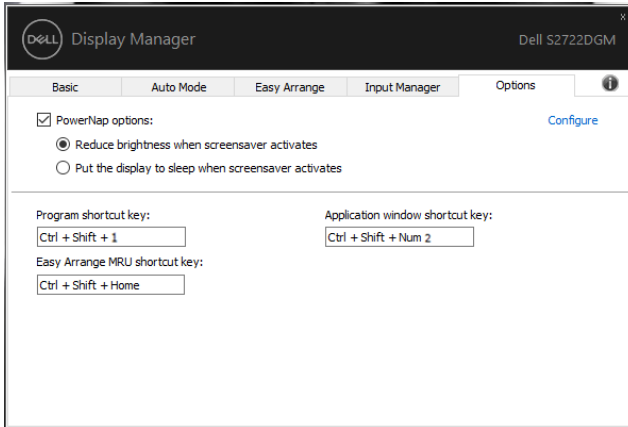 DELL Display Manager Dell S2722DGM
x
Basic Auto Mode Easy Arrange Input Manager Options
PowerNap options: Configure
Reduce brightness when screensaver activates
Put the display to sleep when screensaver activates
Program shortcut key: Application window shortcut key:
Ctrl + Shift + 1 Ctrl + Shift + Num 2
Easy Arrange MRU shortcut key:
Ctrl + Shift + Home